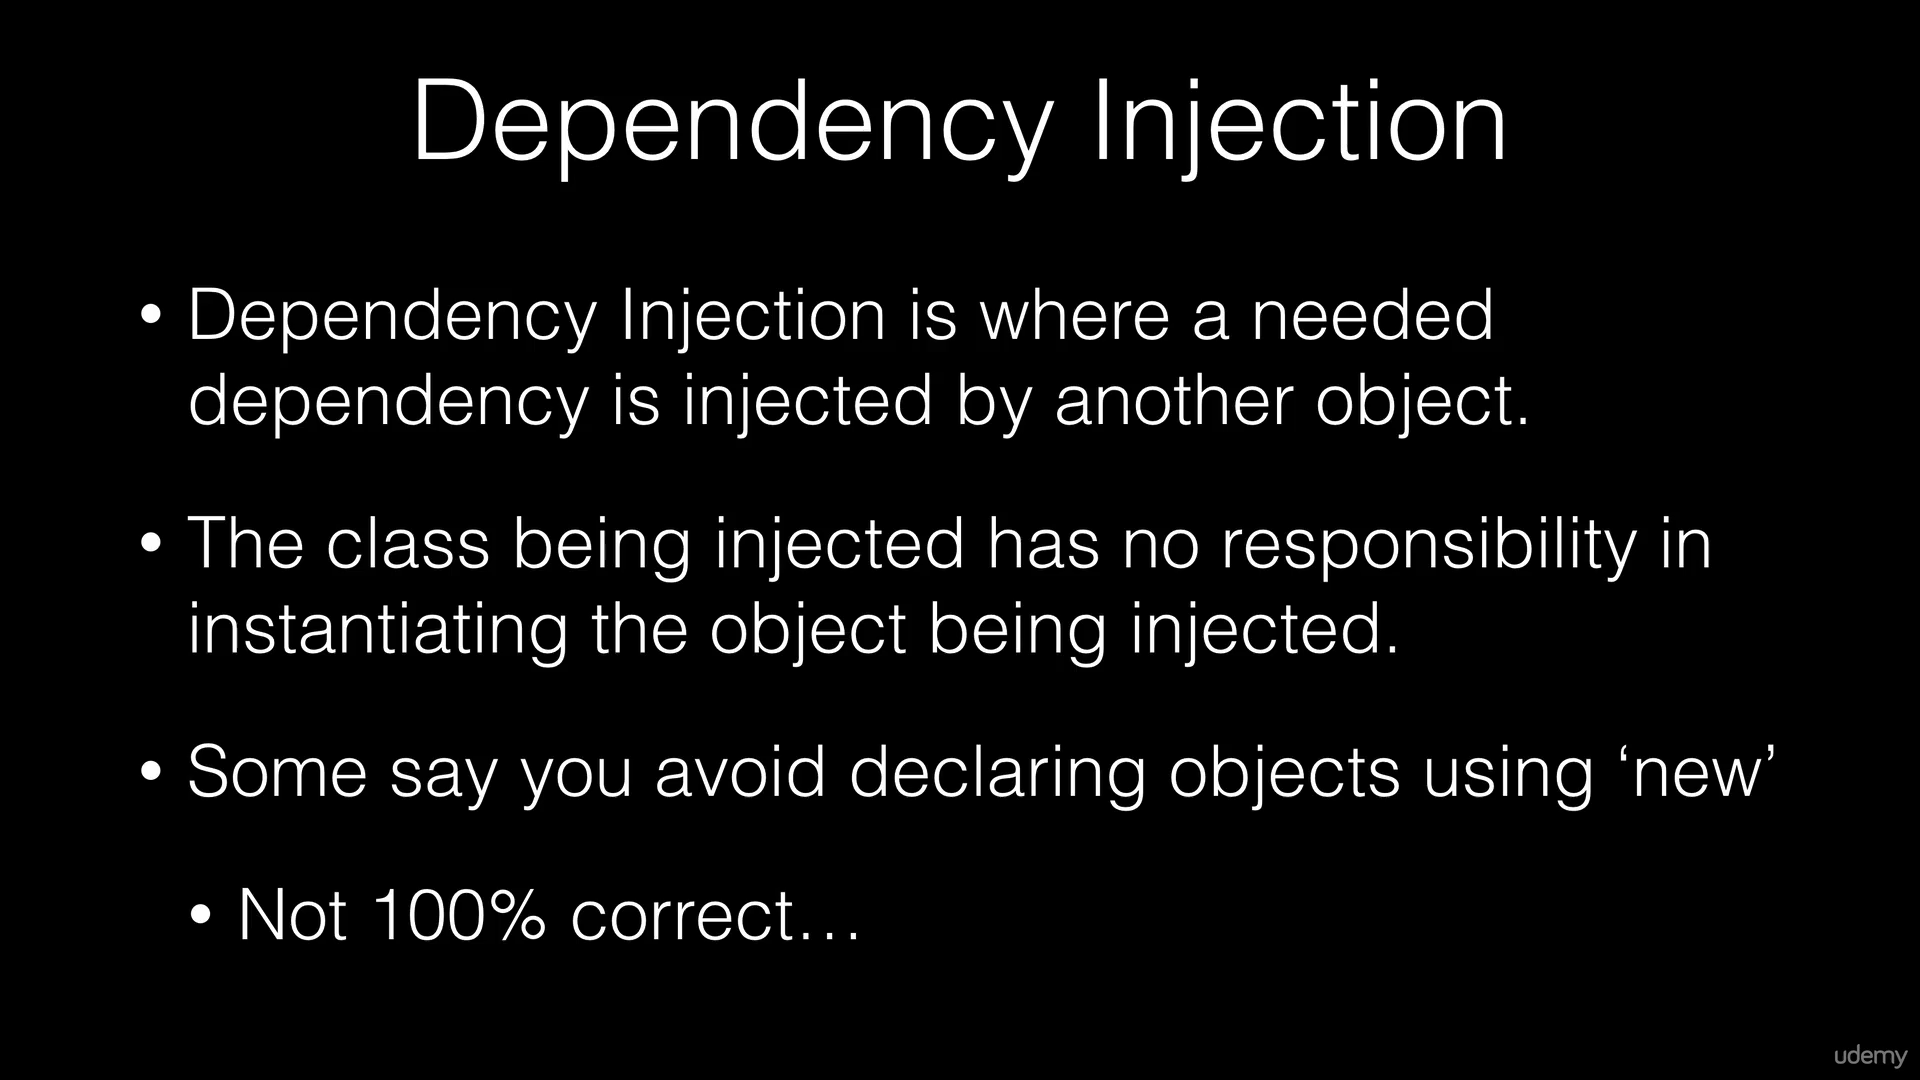 Dependency Injection
• Dependency Injection is where a needed
dependency is injected by another object.
• The class being injected has no responsibility in
instantiating the object being injected.
• Some say you avoid declaring objects using ‘new’
• Not 100% correct…
udemy